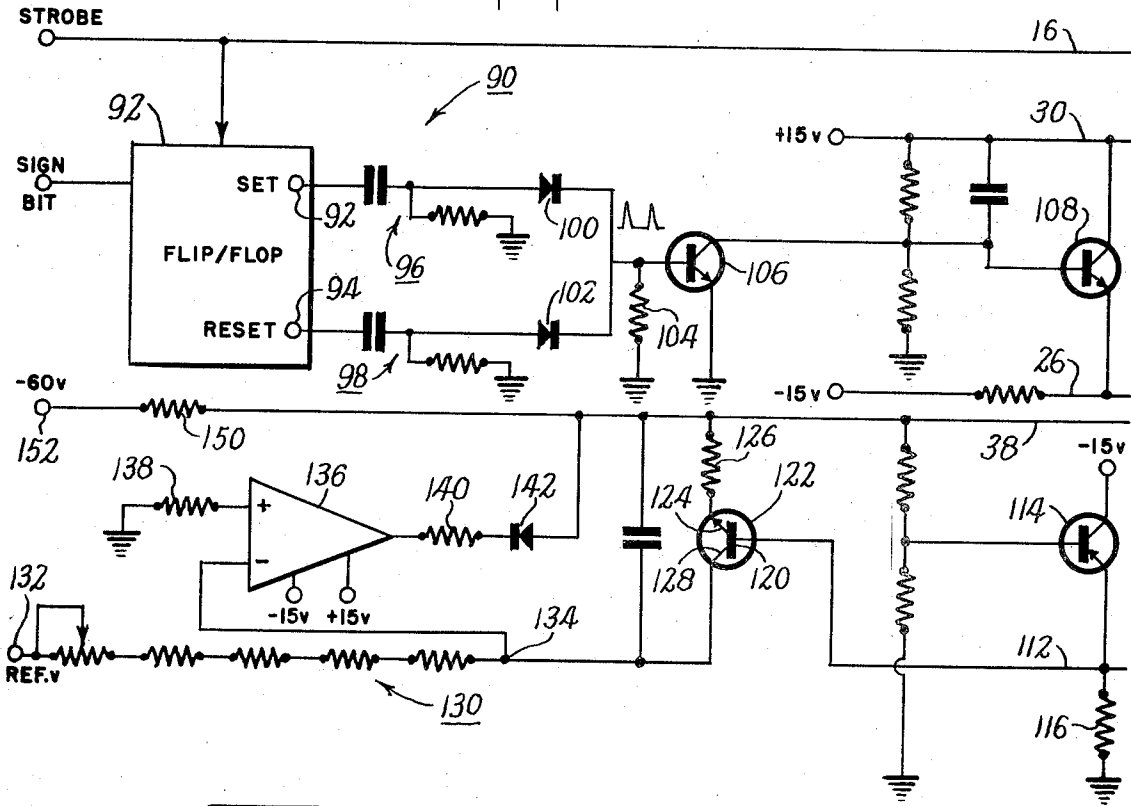 STROBE
16
90
92
+15v
30
SIGN
BIT
SET
92
100
108
FLIP/FLOP
96
106
94
102
RESET
104
98
-15v
26
-60v
152
150
126
38
-15v
138
136
140
142
124
122
114
+
-
128
120
132
-15v
+15v
134
REF.v
130
112
116